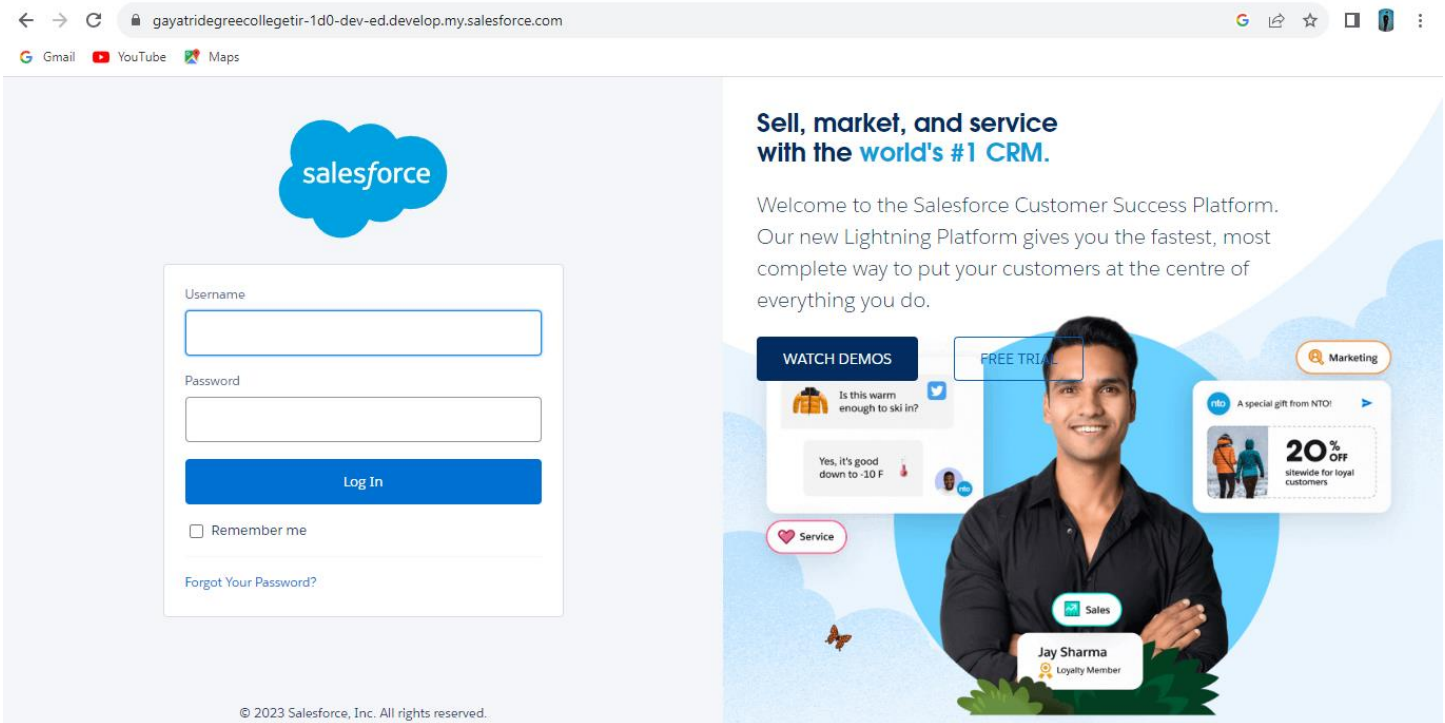 gayatridegreecollegetir-1d0-dev-ed.develop.my.salesforce.com
Gmail YouTube Maps
salesforce
Username
Password
Log In
Remember me
Forgot Your Password?
© 2023 Salesforce, Inc. All rights reserved.
Sell, market, and service
with the world's #1 CRM.
Welcome to the Salesforce Customer Success Platform.
Our new Lightning Platform gives you the fastest, most
complete way to put your customers at the centre of
everything you do.
WATCH DEMOS
FREE TRIAL
Is this warm
enough to ski in?
Yes, it's good
down to -10 F
nto
Service
Marketing
nto A special gift from NTO!
20% OFF
sitewide for loyal
customers
Sales
Jay Sharma
Loyalty Member